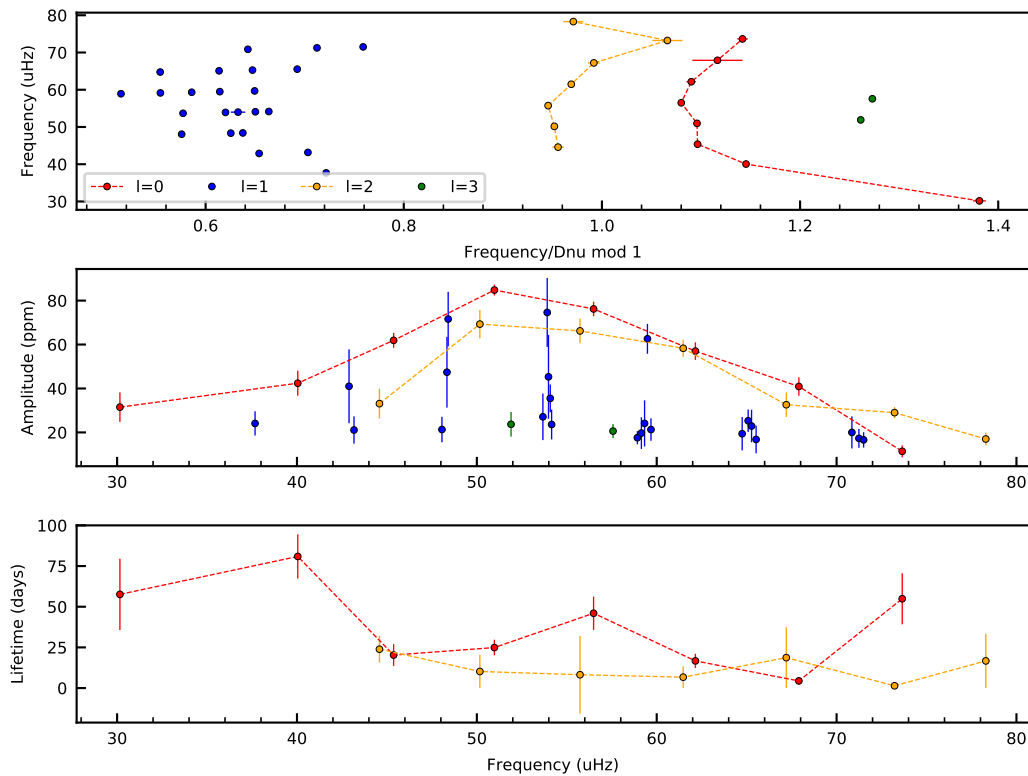 80
70
60
50
40
30
Frequency (uHz)
l=0 l=1 l=2 l=3
0.6 0.8 1.0 1.2 1.4
Frequency/Dnu mod 1
80
60
40
20
Amplitude (ppm)
30 40 50 60 70 80
100
75
50
25
0
Lifetime (days)
30 40 50 60 70 80
Frequency (uHz)